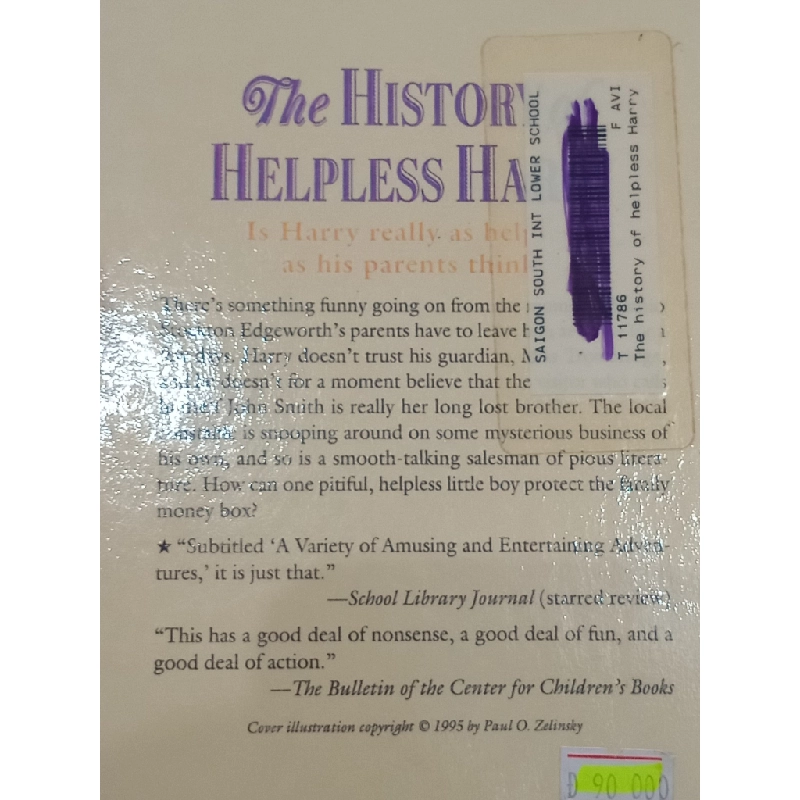 The HISTORY
HELPLESS HA
Is Harry really as help
as his parents think
There's something funny going on from the
Edgeworth's parents have to leave
days. Harry doesn't trust his guardian,
doesn't for a moment believe that the
John Smith is really her long lost brother. The local
constable is snooping around on some mysterious business of
his own, and so is a smooth-talking salesman of pious litera-
ture. How can one pitiful, helpless little boy protect the family
money box?
★ “Subtitled ‘A Variety of Amusing and Entertaining Adven-
tures,’ it is just that.”
—School Library Journal (starred review)
“This has a good deal of nonsense, a good deal of fun, and a
good deal of action.”
—The Bulletin of the Center for Children's Books
Cover illustration copyright © 1995 by Paul O. Zelinsky
SAIGON SOUTH INT LOWER SCHOOL
T 11786 F AVI
The history of helpless Harry
Đ 90 000